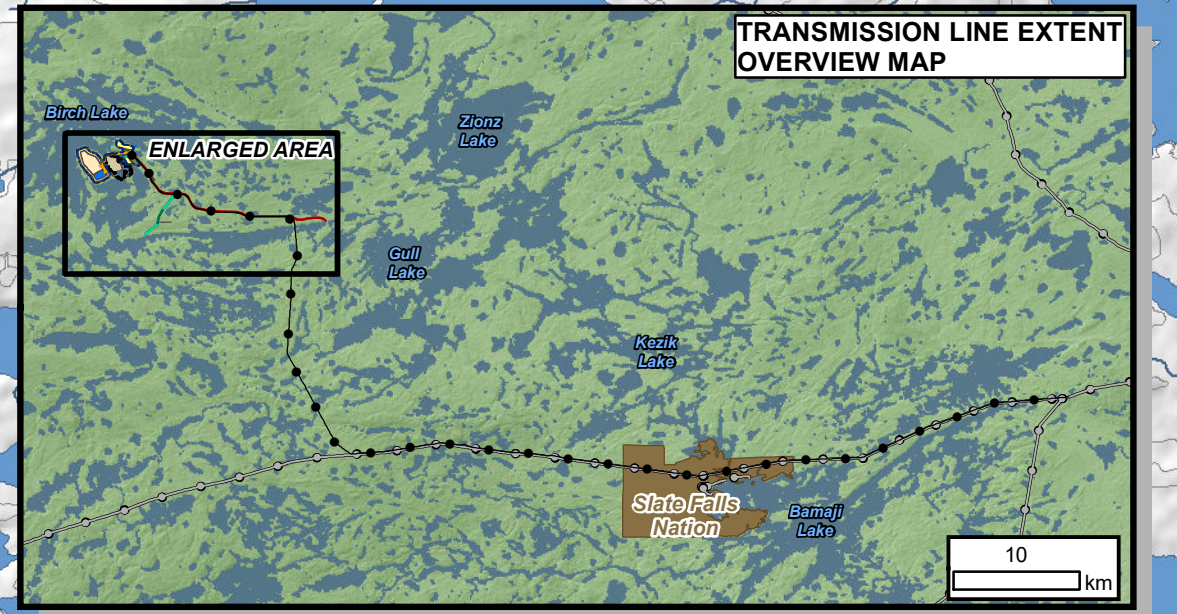 TRANSMISSION LINE EXTENT
OVERVIEW MAP
Birch Lake
Zionz
Lake
ENLARGED AREA
Gull
Lake
Kezik
Lake
Slate Falls
Nation
Bamaji
Lake
10
km